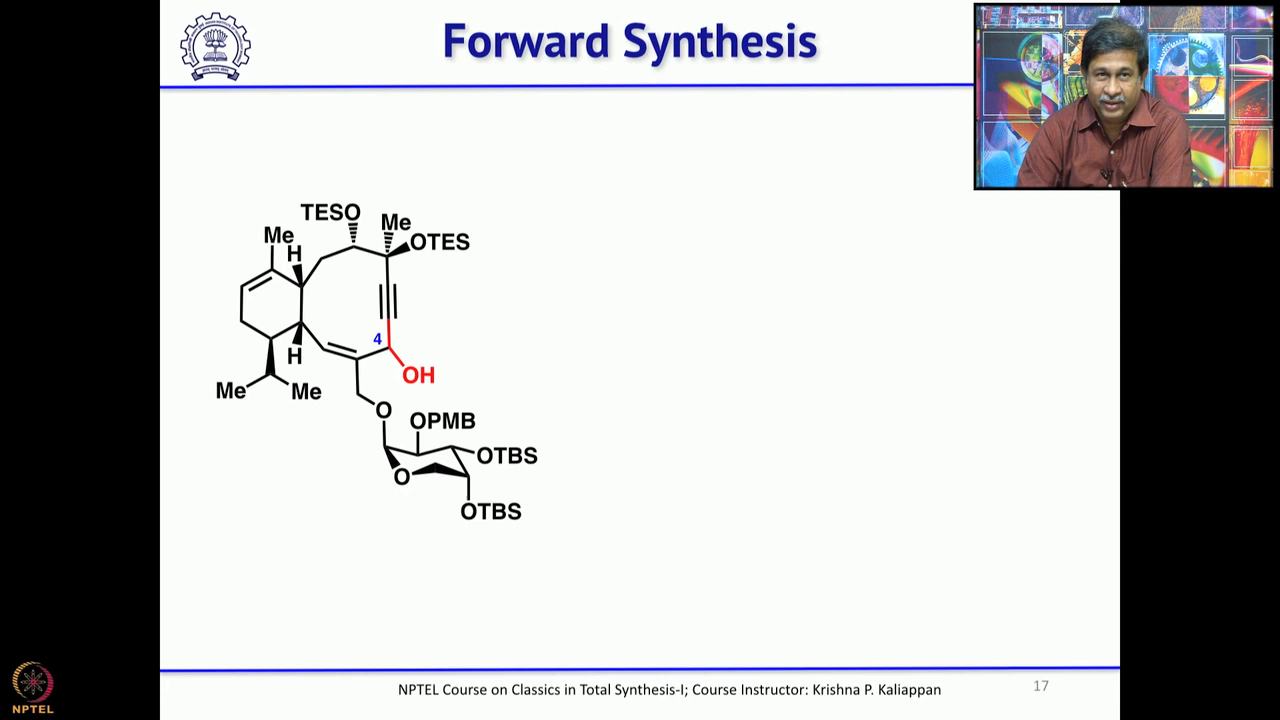 Forward Synthesis
TESO
Me
OTES
Me
H
4
H
OH
Me
Me
O
OPMB
OTBS
O
OTBS
NPTEL Course on Classics in Total Synthesis-I; Course Instructor: Krishna P. Kaliappan
17
NPTEL